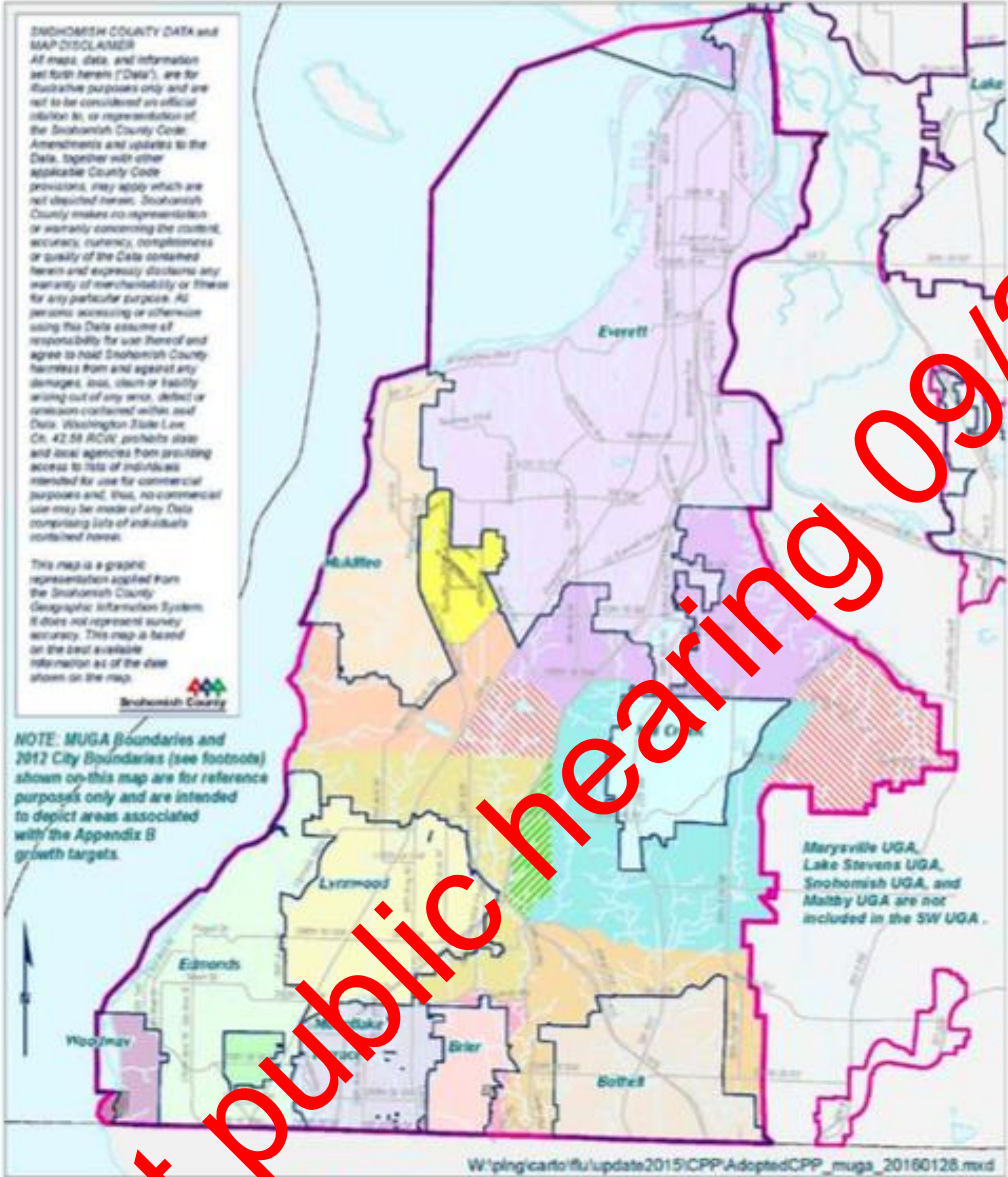 SNOHOMISH COUNTY DATA and
MAP DISCLAIMER
All maps, data, and information
set forth herein ("Data"), are for
illustrative purposes only and are
not to be considered an official
citation to, or representation of,
the Snohomish County Code.
Amendments and updates to the
Data, together with other
applicable County Code
provisions, may apply which are
not depicted herein. Snohomish
County makes no representation
or warranty concerning the content,
accuracy, currency, completeness
or quality of the Data contained
herein and expressly disclaims any
warranty of merchantability or fitness
for any particular purpose. All
persons accessing or otherwise
using this Data assume all
responsibility for use thereof and
agree to hold Snohomish County
harmless from and against any
damages, loss, claim or liability
arising out of any error, defect or
omission contained within said
Data. Washington State Law,
Ch. 42.56 RCW, prohibits state
and local agencies from providing
access to lists of individuals
intended for use for commercial
purposes and, thus, no commercial
use may be made of any Data
comprising lists of individuals
contained herein.
This map is a graphic
representation applied from
the Snohomish County
Geographic Information System.
It does not represent survey
accuracy. This map is based
on the best available
information as of the date
shown on the map.
Snohomish County
NOTE: MUGA Boundaries and
2012 City Boundaries (see footnote)
shown on this map are for reference
purposes only and are intended
to depict areas associated
with the Appendix B
growth targets.
Lake
Everett
Mukilteo
Mill Creek
Marysville UGA,
Lake Stevens UGA,
Snohomish UGA, and
Maltby UGA are not
included in the SW UGA .
Lynnwood
Edmonds
Woodway
Mountlake
Terrace
Brier
Bothell
public hearing 09/
W:\plng\carto\flu\update2015\CPP\AdoptedCPP_muga_20160128.mxd